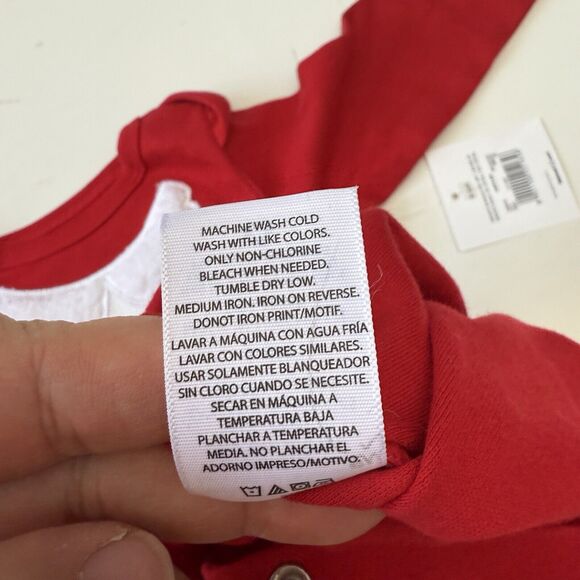 MACHINE WASH COLD
WASH WITH LIKE COLORS.
ONLY NON-CHLORINE
BLEACH WHEN NEEDED.
TUMBLE DRY LOW.
MEDIUM IRON. IRON ON REVERSE.
DONOT IRON PRINT/MOTIF.
LAVAR A MÁQUINA CON AGUA FRÍA
LAVAR CON COLORES SIMILARES.
USAR SOLAMENTE BLANQUEADOR
SIN CLORO CUANDO SE NECESITE.
SECAR EN MÁQUINA A
TEMPERATURA BAJA
PLANCHAR A TEMPERATURA
MEDIA. NO PLANCHAR EL
ADORNO IMPRESO/MOTIVO.